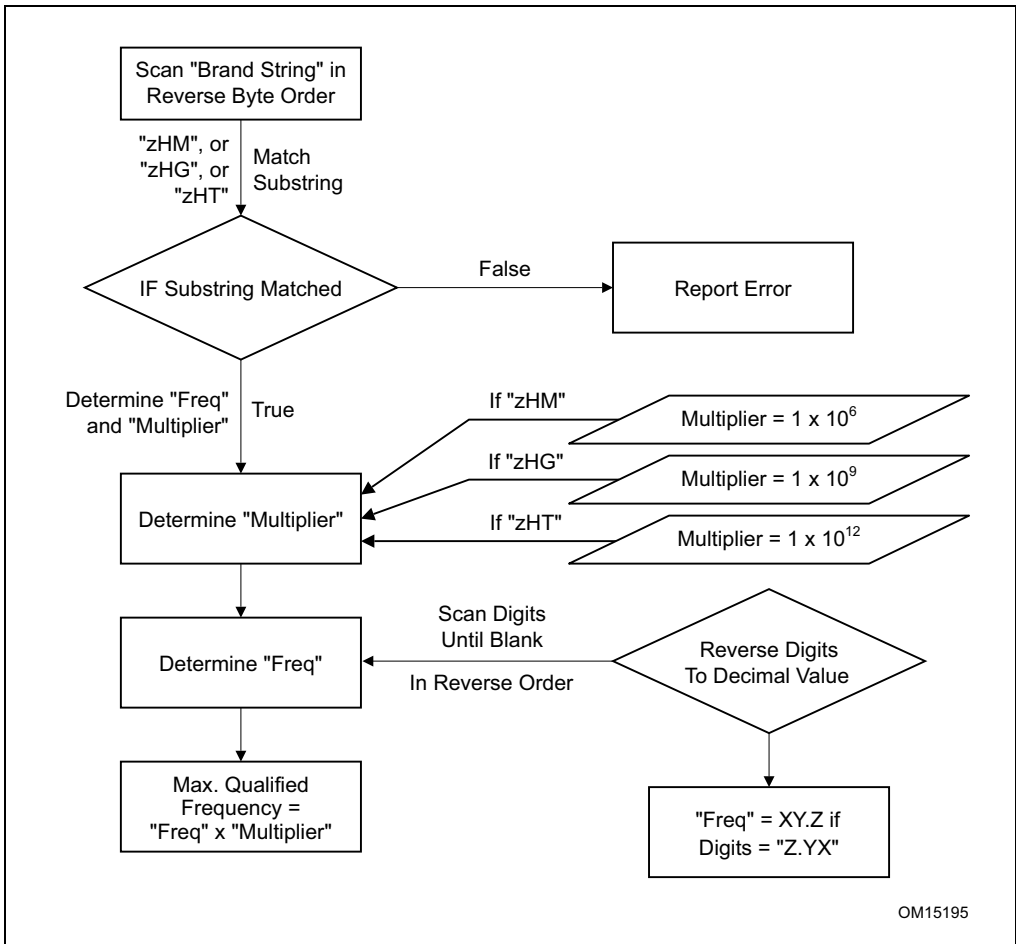 Scan "Brand String" in
Reverse Byte Order
"zHM", or
"zHG", or
"zHT"
Match
Substring
IF Substring Matched
False
Report Error
Determine "Freq"
and "Multiplier"
True
If "zHM"
Multiplier = 1 x 10⁶
If "zHG"
Multiplier = 1 x 10⁹
If "zHT"
Multiplier = 1 x 10¹²
Determine "Multiplier"
Scan Digits
Until Blank
In Reverse Order
Reverse Digits
To Decimal Value
Determine "Freq"
Max. Qualified
Frequency =
"Freq" x "Multiplier"
"Freq" = XY.Z if
Digits = "Z.YX"
OM15195